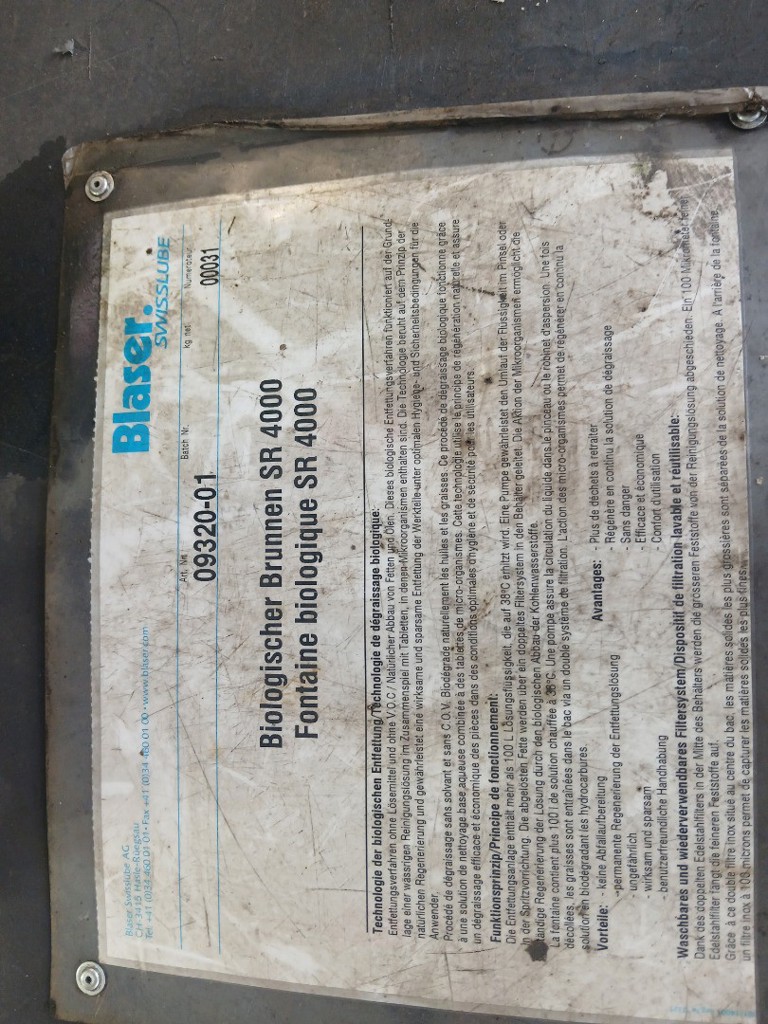 Blaser.
SWISSLUBE
Blaser Swisslube AG
CH 3415 Hasle-Rüegsau
Tel +41 (0)34 460 01 01 • Fax +41 (0)34 460 01 00 • www.blaser.com
Art. Nr. Batch Nr. kg net. Numerateur
09320-01 00031
Biologischer Brunnen SR 4000
Fontaine biologique SR 4000
Technologie der biologischen Entfettung/Technologie de dégraissage biologique:
Entfettungsverfahren ohne Lösemittel und ohne V.O.C / Natürlicher Abbau von Fetten und Ölen. Dieses biologische Entfettungsverfahren funktioniert auf der Grund-
lage einer wässrigen Reinigungslösung im Zusammenspiel mit Tabletten, in denen Mikroorganismen enthalten sind. Die Technologie beruht auf dem Prinzip der
natürlichen Regenerierung und gewährleistet eine wirksame und sparsame Entfettung der Werkteile unter optimalen Hygiene- und Sicherheitsbedingungen für die
Anwender.
Procédé de dégraissage sans solvant et sans C.O.V. Biodégrade naturellement les huiles et les graisses. Ce procédé de dégraissage biologique fonctionne grâce
à une solution de nettoyage base aqueuse combinée à des tablettes de micro-organismes. Cette technologie utilise le principe de régénération naturelle et assure
un dégraissage efficace et économique des pièces dans des conditions optimales d'hygiène et de sécurité pour les utilisateurs.
Funktionsprinzip/Principe de fonctionnement:
Die Entfettungsanlage enthält mehr als 100 L Lösungsflüssigkeit, die auf 38°C erhitzt wird. Eine Pumpe gewährleistet den Umlauf der Flüssigkeit im Pinsel oder
in der Spritzvorrichtung. Die abgelösten Fette werden über ein doppeltes Filtersystem in den Behälter geleitet. Die Aktion der Mikroorganismen ermöglicht die
ständige Regenerierung der Lösung durch den biologischen Abbau der Kohlenwasserstoffe.
La fontaine contient plus 100 l de solution chauffée à 38°C. Une pompe assure la circulation du liquide dans le pinceau ou le robinet d'aspersion. Une fois
décollées, les graisses sont entraînées dans le bac via un double système de filtration. L'action des micro-organismes permet de régénérer en continu la
solution en biodégradant les hydrocarbures.
Vorteile: - keine Abfallaufbereitung
- permanente Regenerierung der Entfettungslösung
- ungefährlich
- wirksam und sparsam
- benutzerfreundliche Handhabung
Avantages: - Plus de déchets à retraiter
- Régénère en continu la solution de dégraissage
- Sans danger
- Efficace et économique
- Confort d'utilisation
Waschbares und wiederverwendbares Filtersystem/Dispositif de filtration lavable et réutilisable:
Dank des doppelten Edelstahlfilters in der Mitte des Behälters werden die grösseren Feststoffe von der Reinigungslösung abgeschieden. Ein 100 Mikrometer feiner
Edelstahlfilter fängt die feineren Feststoffe auf.
Grâce à ce double filtre inox situé au centre du bac, les matières solides les plus grossières sont séparées de la solution de nettoyage. A l'arrière de la fontaine,
un filtre inox à 100 microns permet de capturer les matières solides les plus fines.